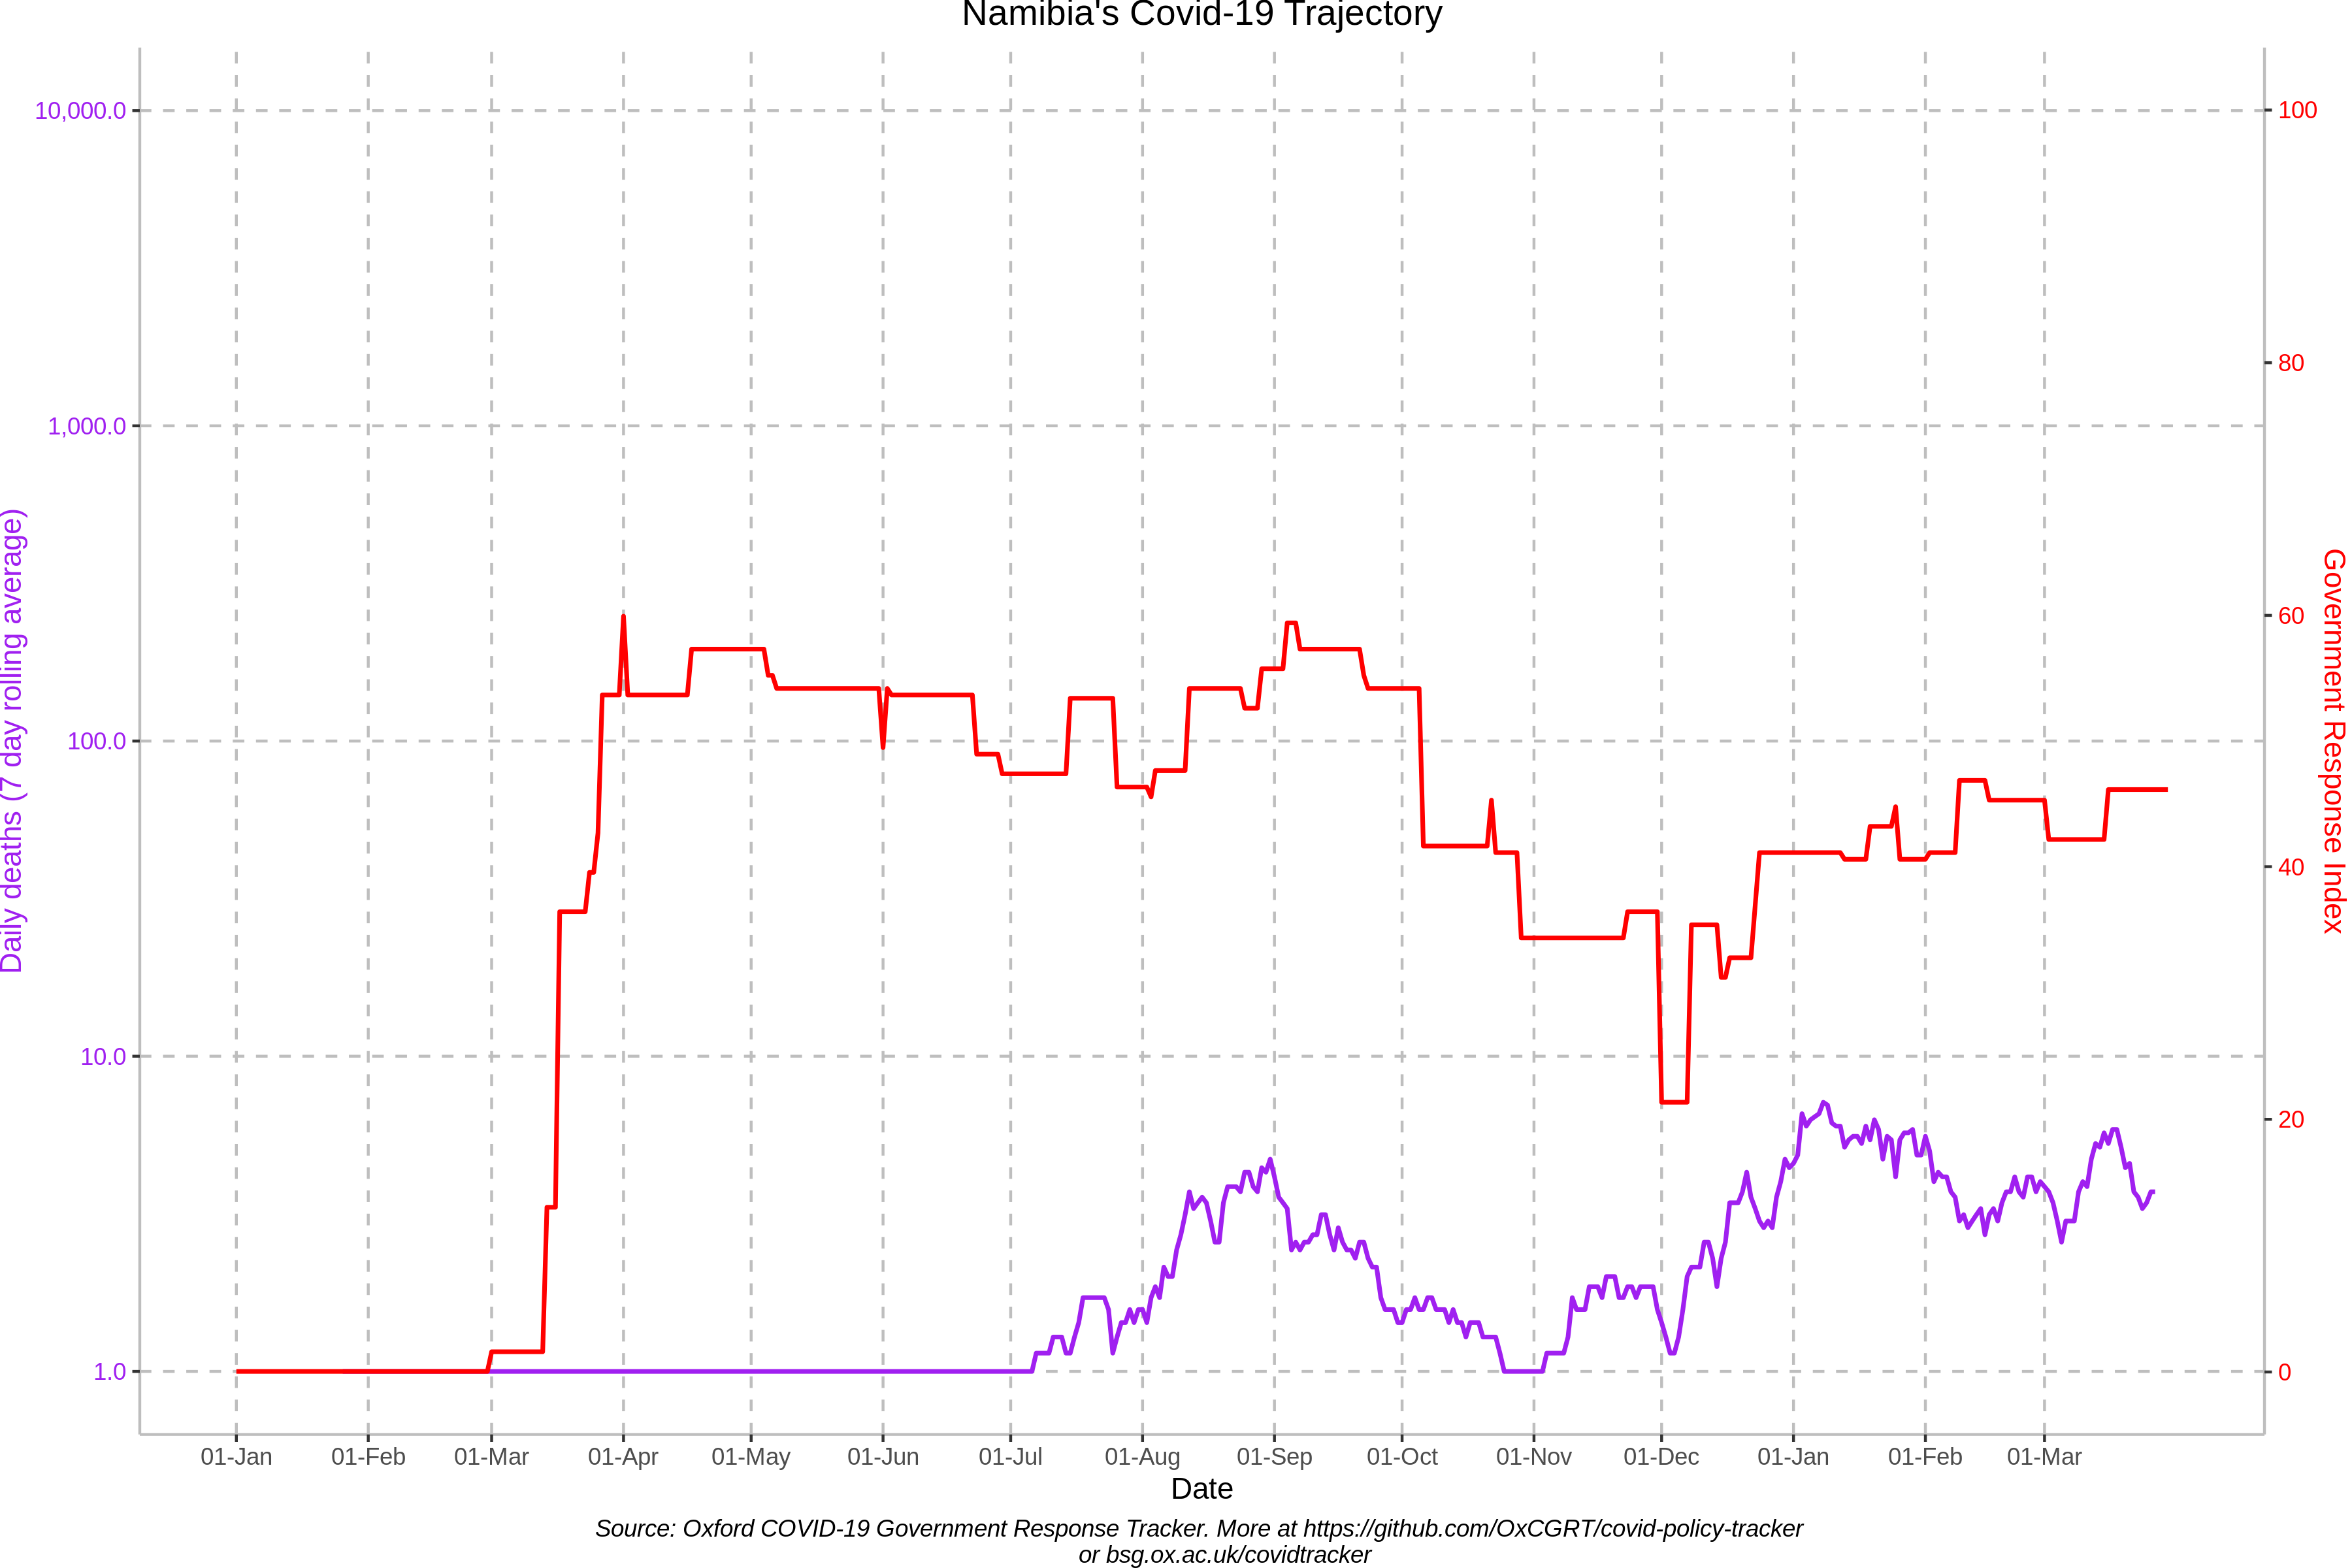 Namibia's Covid-19 Trajectory
10,000.0
1,000.0
100.0
10.0
1.0
Daily deaths (7 day rolling average)
100
80
60
40
20
0
Government Response Index
01-Jan 01-Feb 01-Mar 01-Apr 01-May 01-Jun 01-Jul 01-Aug 01-Sep 01-Oct 01-Nov 01-Dec 01-Jan 01-Feb 01-Mar
Date
Source: Oxford COVID-19 Government Response Tracker. More at https://github.com/OxCGRT/covid-policy-tracker
or bsg.ox.ac.uk/covidtracker